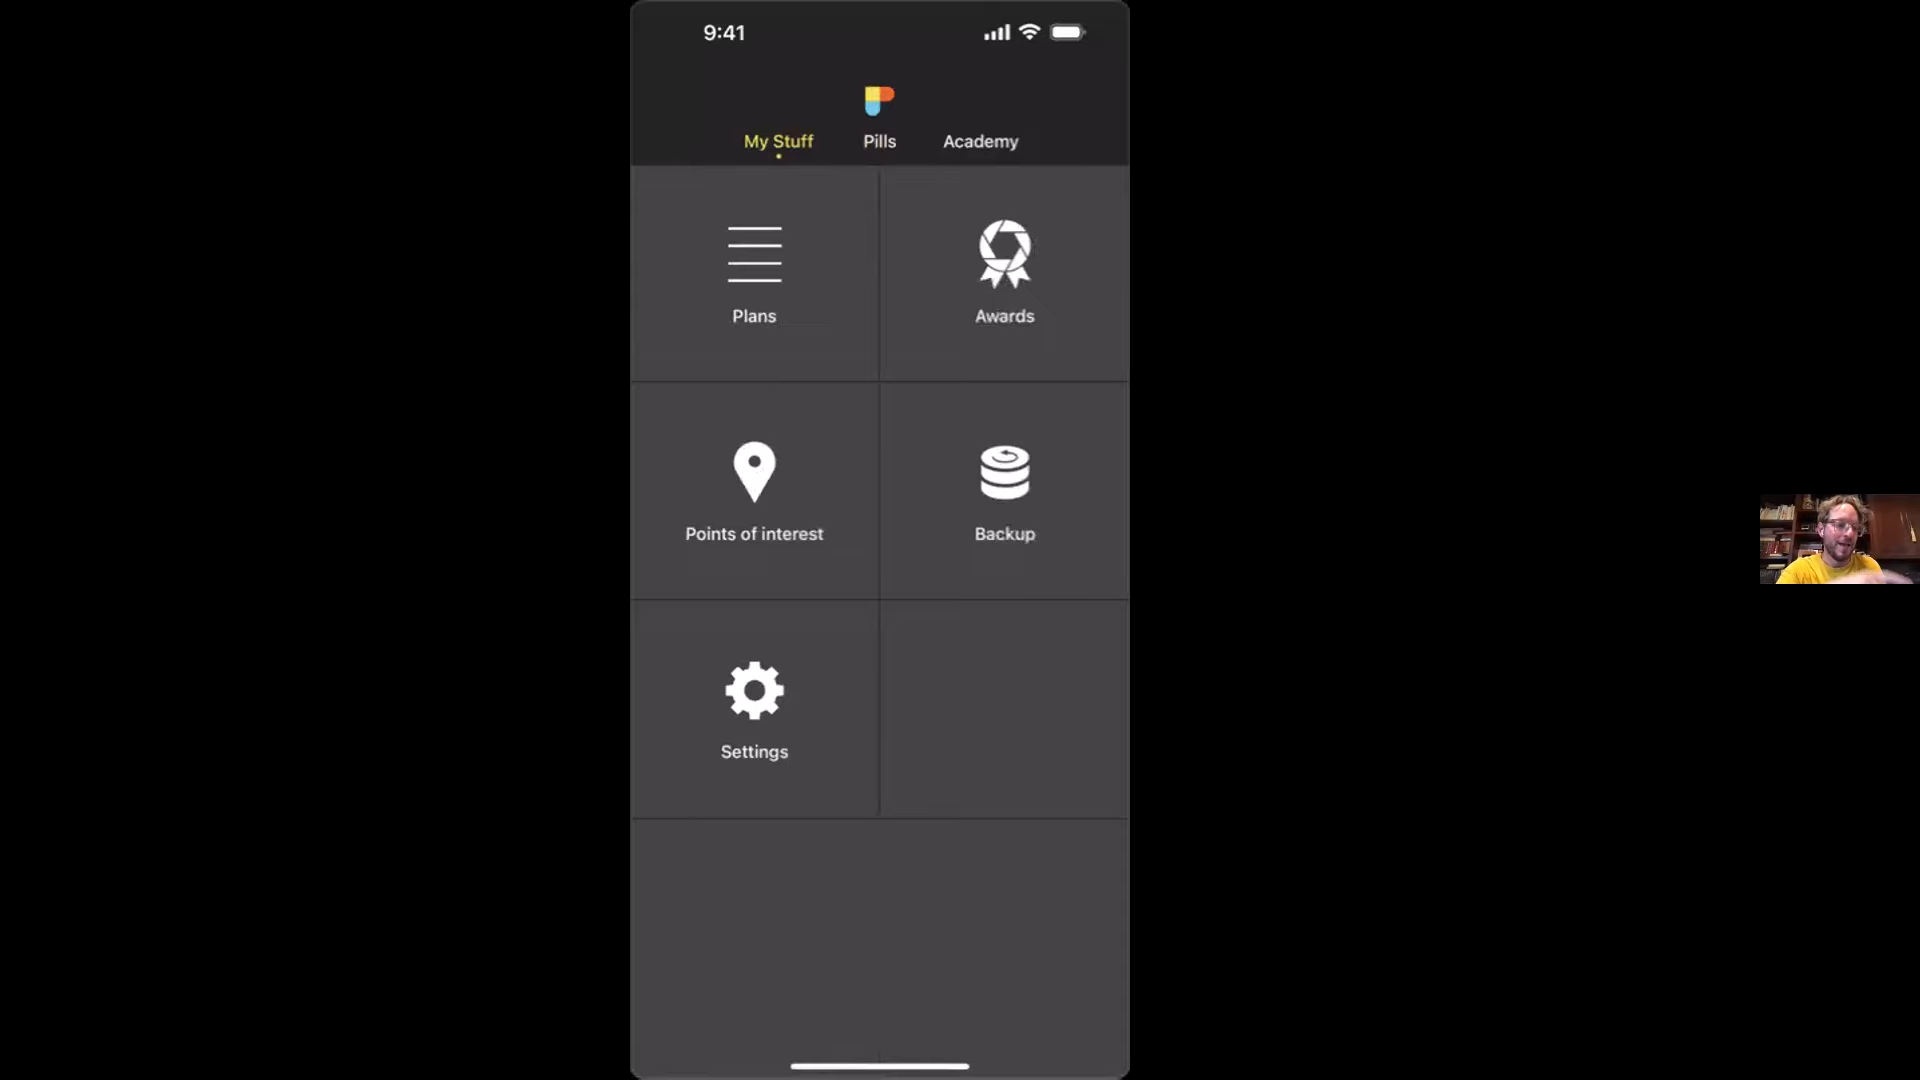 9:41
My Stuff
Pills
Academy
Plans
Awards
Points of interest
Backup
Settings